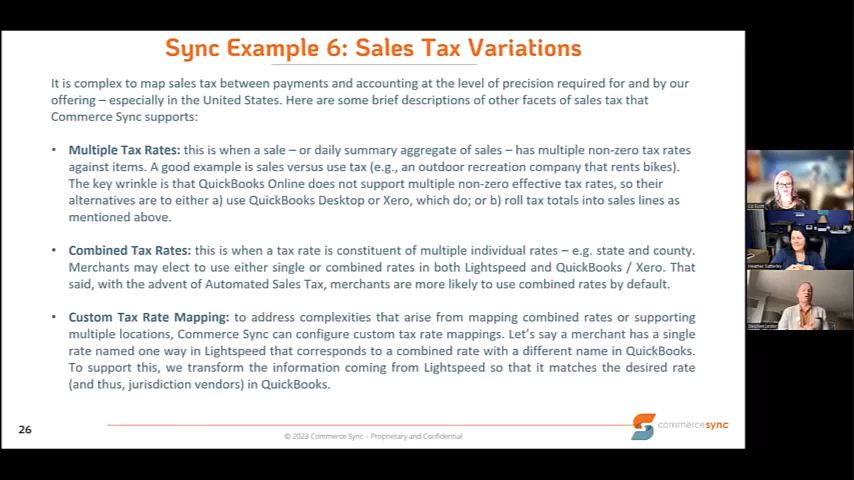 Sync Example 6: Sales Tax Variations
It is complex to map sales tax between payments and accounting at the level of precision required for and by our
offering – especially in the United States. Here are some brief descriptions of other facets of sales tax that
Commerce Sync supports:
• Multiple Tax Rates: this is when a sale – or daily summary aggregate of sales – has multiple non-zero tax rates
against items. A good example is sales versus use tax (e.g., an outdoor recreation company that rents bikes).
The key wrinkle is that QuickBooks Online does not support multiple non-zero effective tax rates, so their
alternatives are to either a) use QuickBooks Desktop or Xero, which do; or b) roll tax totals into sales lines as
mentioned above.
• Combined Tax Rates: this is when a tax rate is constituent of multiple individual rates – e.g. state and county.
Merchants may elect to use either single or combined rates in both Lightspeed and QuickBooks / Xero. That
said, with the advent of Automated Sales Tax, merchants are more likely to use combined rates by default.
• Custom Tax Rate Mapping: to address complexities that arise from mapping combined rates or supporting
multiple locations, Commerce Sync can configure custom tax rate mappings. Let's say a merchant has a single
rate named one way in Lightspeed that corresponds to a combined rate with a different name in QuickBooks.
To support this, we transform the information coming from Lightspeed so that it matches the desired rate
(and thus, jurisdiction vendors) in QuickBooks.
26
© 2023 Commerce Sync – Proprietary and Confidential
commercesync
Liz Scott
Heather Satterley